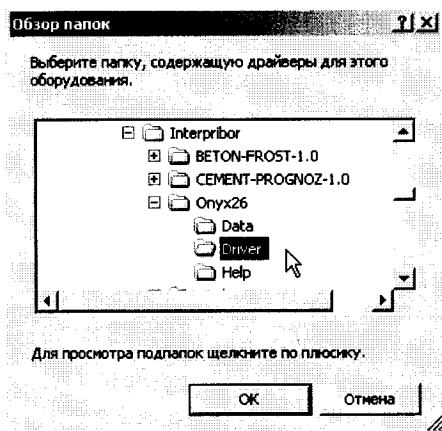 Обзор папок
Выберите папку, содержащую драйверы для этого
оборудования.
Interpribor
BETON-FROST-1.0
CEMENT-PROGNOZ-1.0
Onyx26
Data
Driver
Help
Для просмотра подпапок щелкните по плюсику.
OK
Отмена